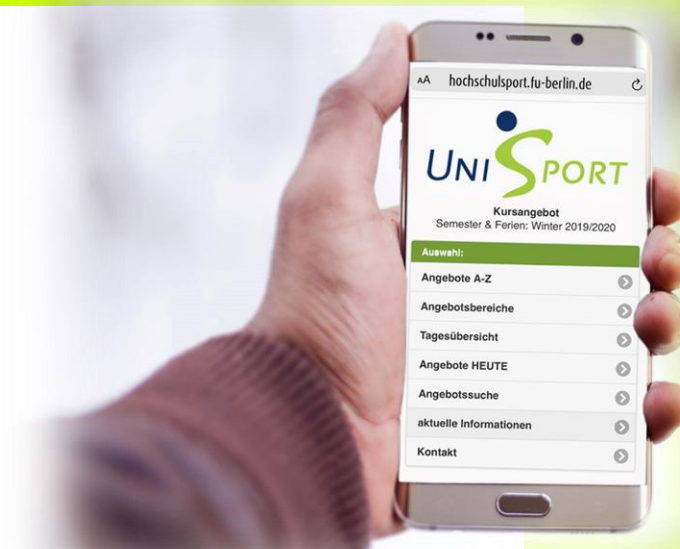 AA hochschulsport.fu-berlin.de
UNI SPORT
Kursangebot
Semester & Ferien: Winter 2019/2020
Auswahl:
Angebote A-Z
Angebotsbereiche
Tagesübersicht
Angebote HEUTE
Angebotssuche
aktuelle Informationen
Kontakt